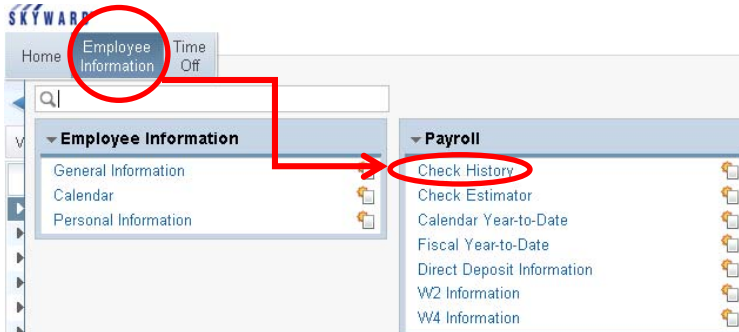 SKYWARD
Home
Employee
Information
Time
Off
V
Employee Information
General Information
Calendar
Personal Information
Payroll
Check History
Check Estimator
Calendar Year-to-Date
Fiscal Year-to-Date
Direct Deposit Information
W2 Information
W4 Information